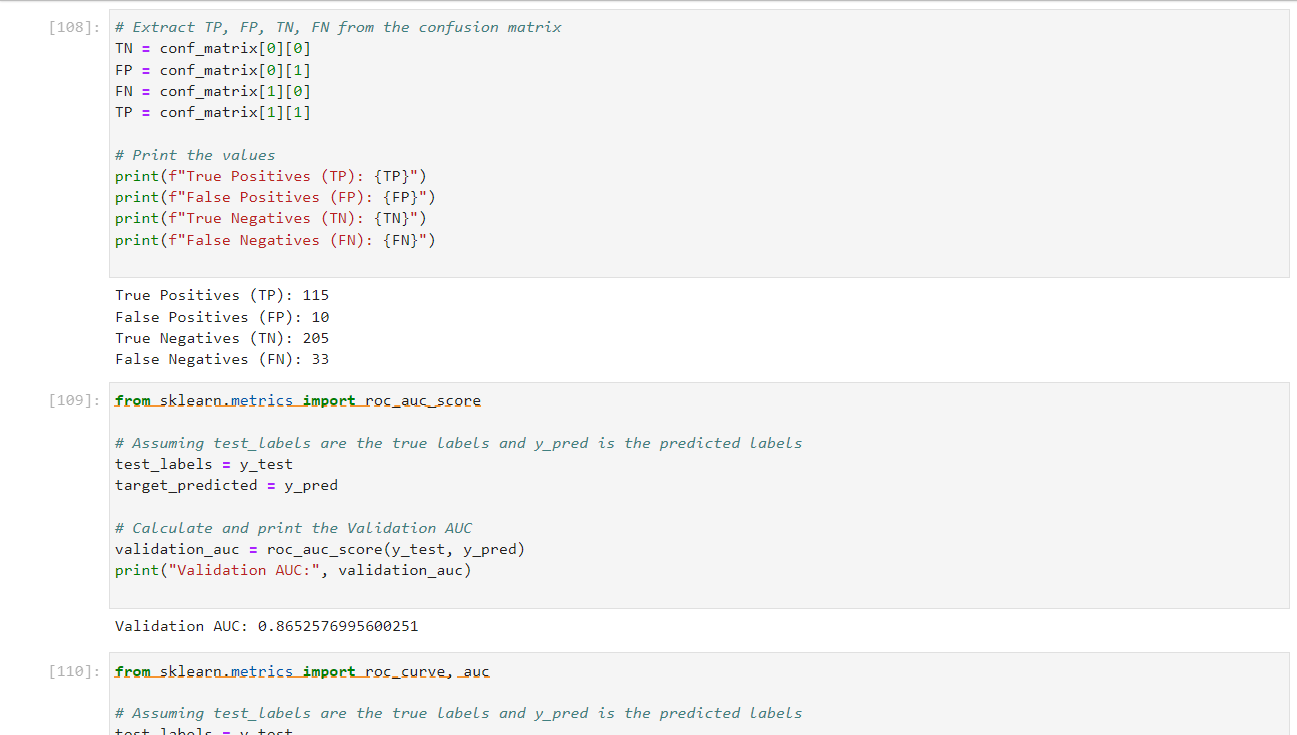 [108]: # Extract TP, FP, TN, FN from the confusion matrix
TN = conf_matrix[0][0]
FP = conf_matrix[0][1]
FN = conf_matrix[1][0]
TP = conf_matrix[1][1]
# Print the values
print(f"True Positives (TP): {TP}")
print(f"False Positives (FP): {FP}")
print(f"True Negatives (TN): {TN}")
print(f"False Negatives (FN): {FN}")
True Positives (TP): 115
False Positives (FP): 10
True Negatives (TN): 205
False Negatives (FN): 33
[109]: from sklearn.metrics import roc_auc_score
# Assuming test_labels are the true labels and y_pred is the predicted labels
test_labels = y_test
target_predicted = y_pred
# Calculate and print the Validation AUC
validation_auc = roc_auc_score(y_test, y_pred)
print("Validation AUC:", validation_auc)
Validation AUC: 0.8652576995600251
[110]: from sklearn.metrics import roc_curve, auc
# Assuming test_labels are the true labels and y_pred is the predicted labels
test_labels = y_test